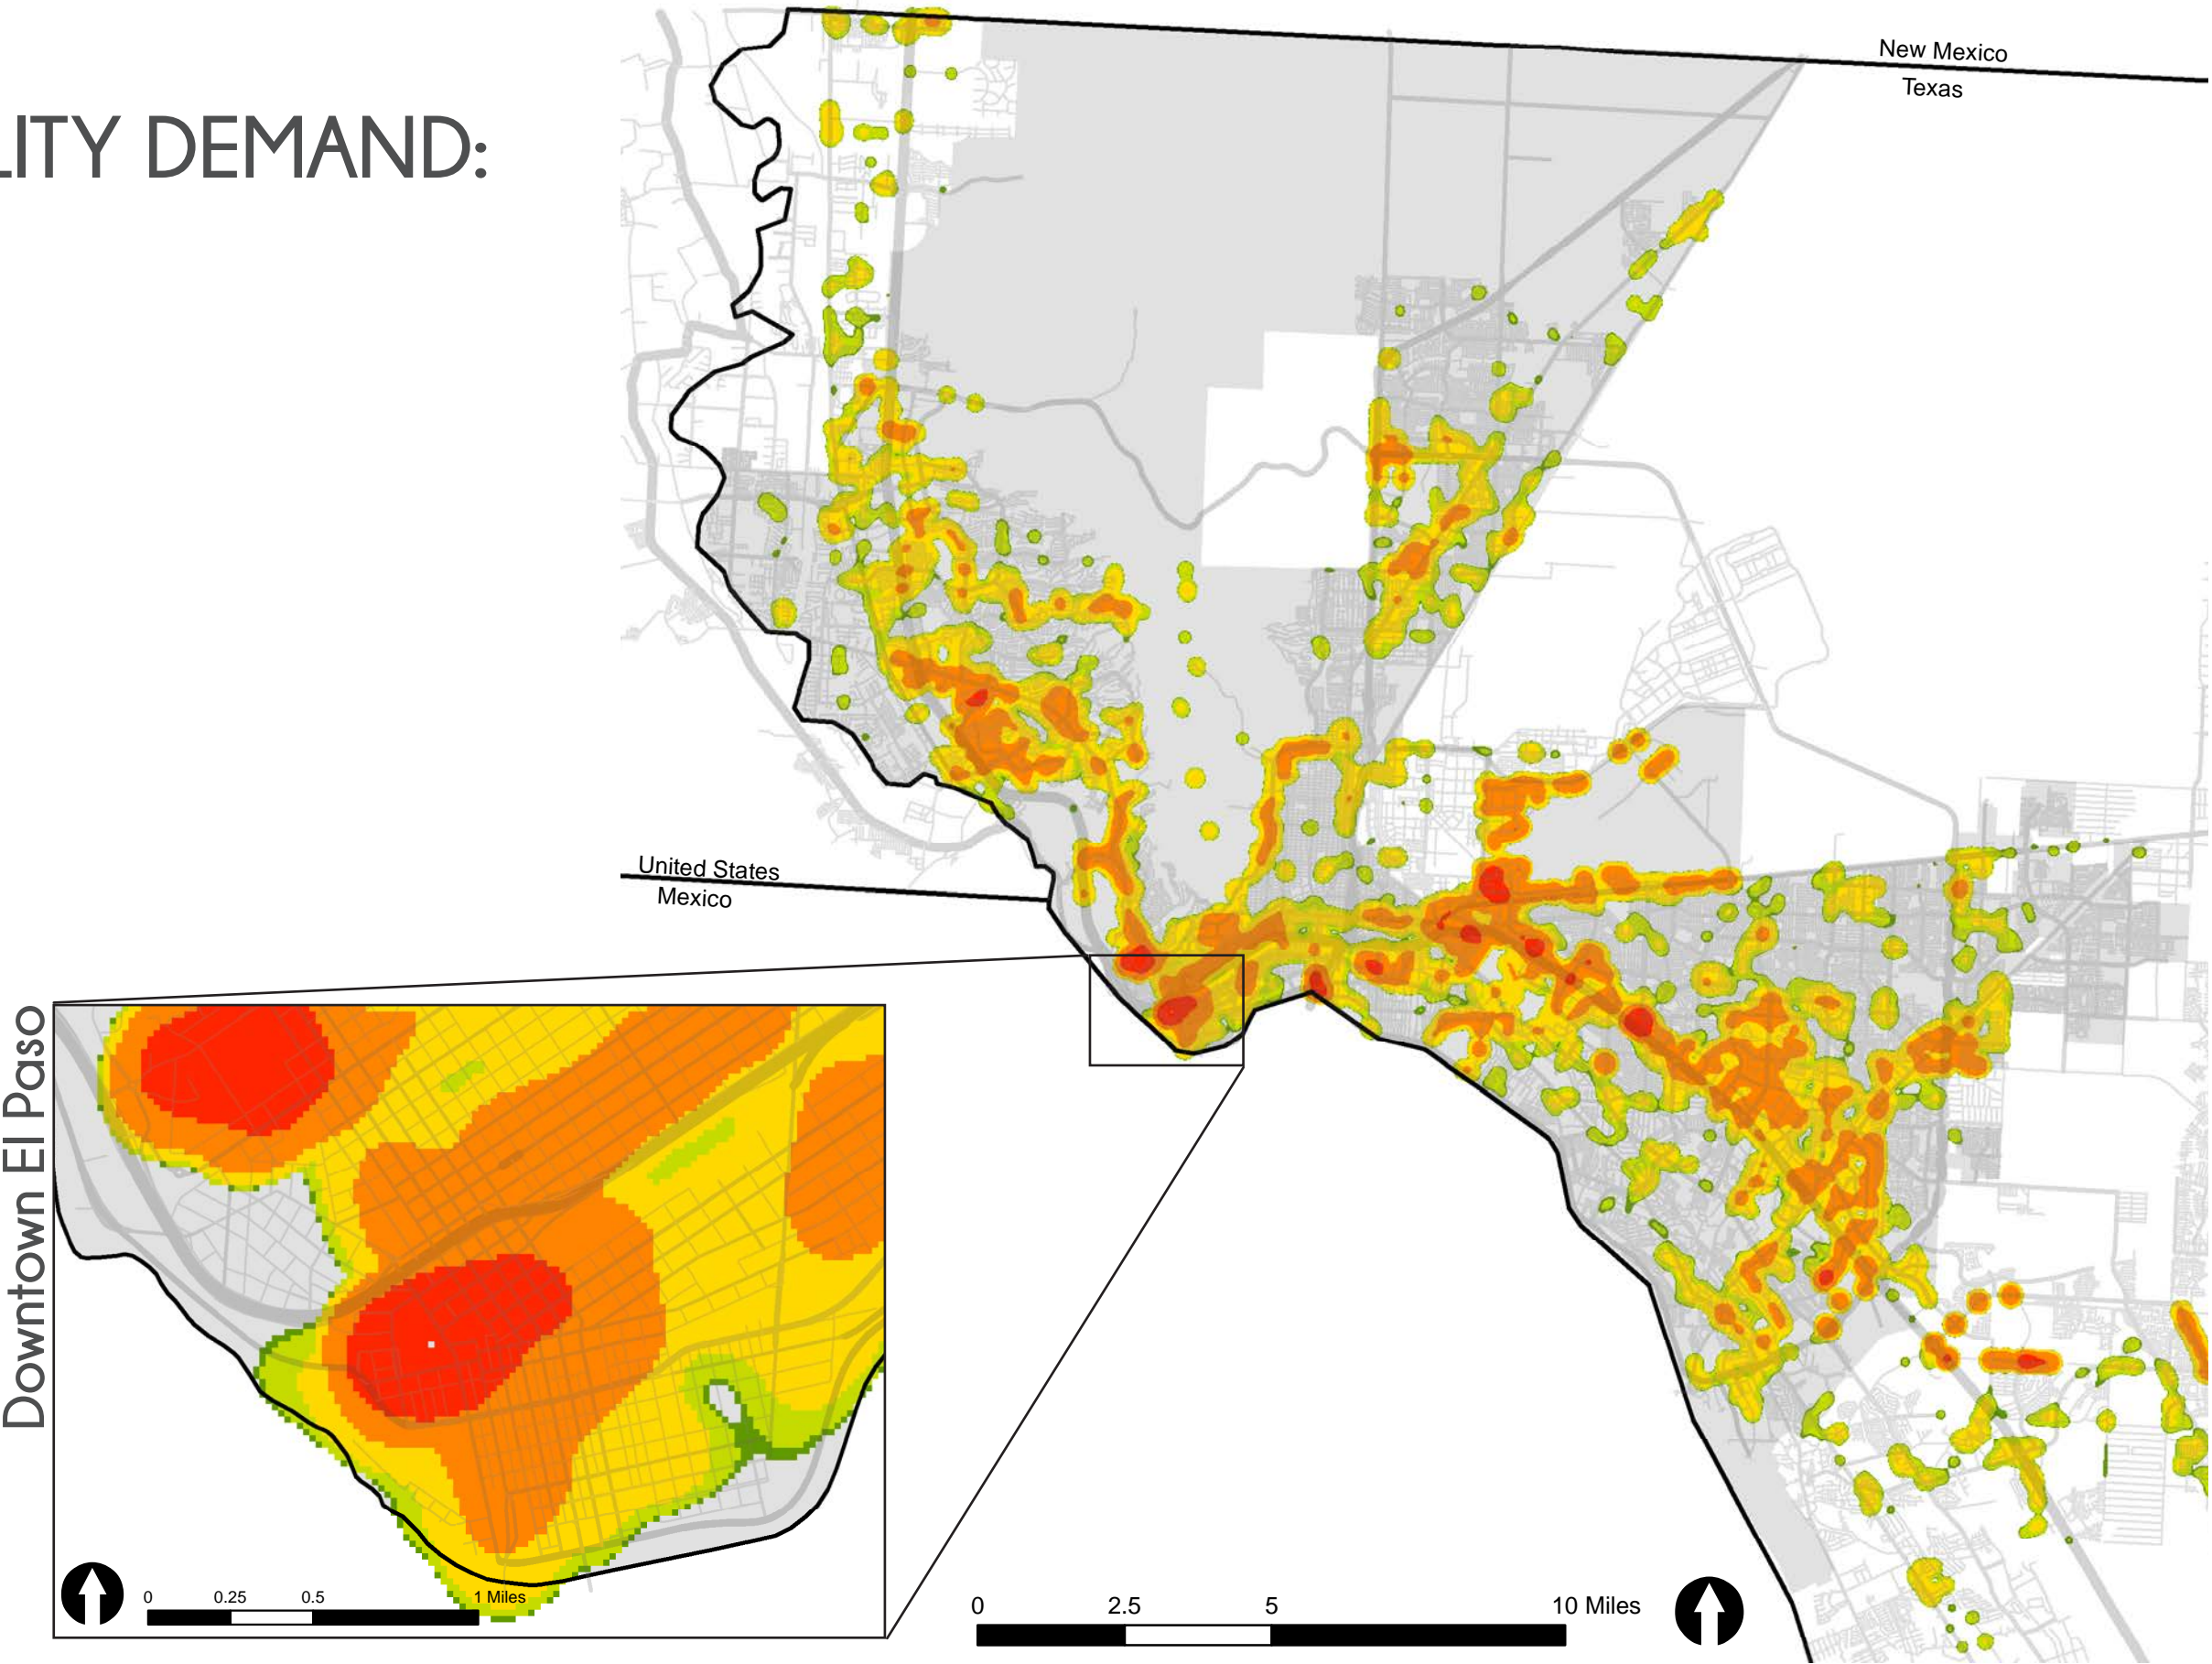 LITY DEMAND:
New Mexico
Texas
United States
Mexico
Downtown El Paso
0 0.25 0.5 1 Miles
0 2.5 5 10 Miles